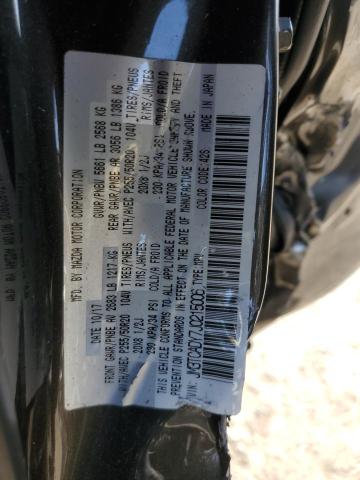 MFD. BY MAZDA MOTOR CORPORATION
DATE: 10/17 GVWR/PNBV 5661 LB 2568 KG
FRONT GAWR/PNBE AV 2683 LB 1217 KG REAR GAWR/PNBE AR 3056 LB 1386 KG
WITH/AVEC P255/50R20 104V TIRES/PNEUS WITH/AVEC P255/50R20 104V TIRES/PNEUS
20X8 1/2J RIMS/JANTES 20X8 1/2J RIMS/JANTES
230 KPA/34 PSI COLD/A FROID 230 KPA/34 PSI COLD/A FROID
THIS VEHICLE CONFORMS TO ALL APPLICABLE FEDERAL MOTOR VEHICLE SAFETY AND THEFT
STANDARDS IN EFFECT ON THE DATE OF MANUFACTURE SHOWN ABOVE.
VIN: TYPE: MPV COLOR CODE 42S MADE IN JAPAN